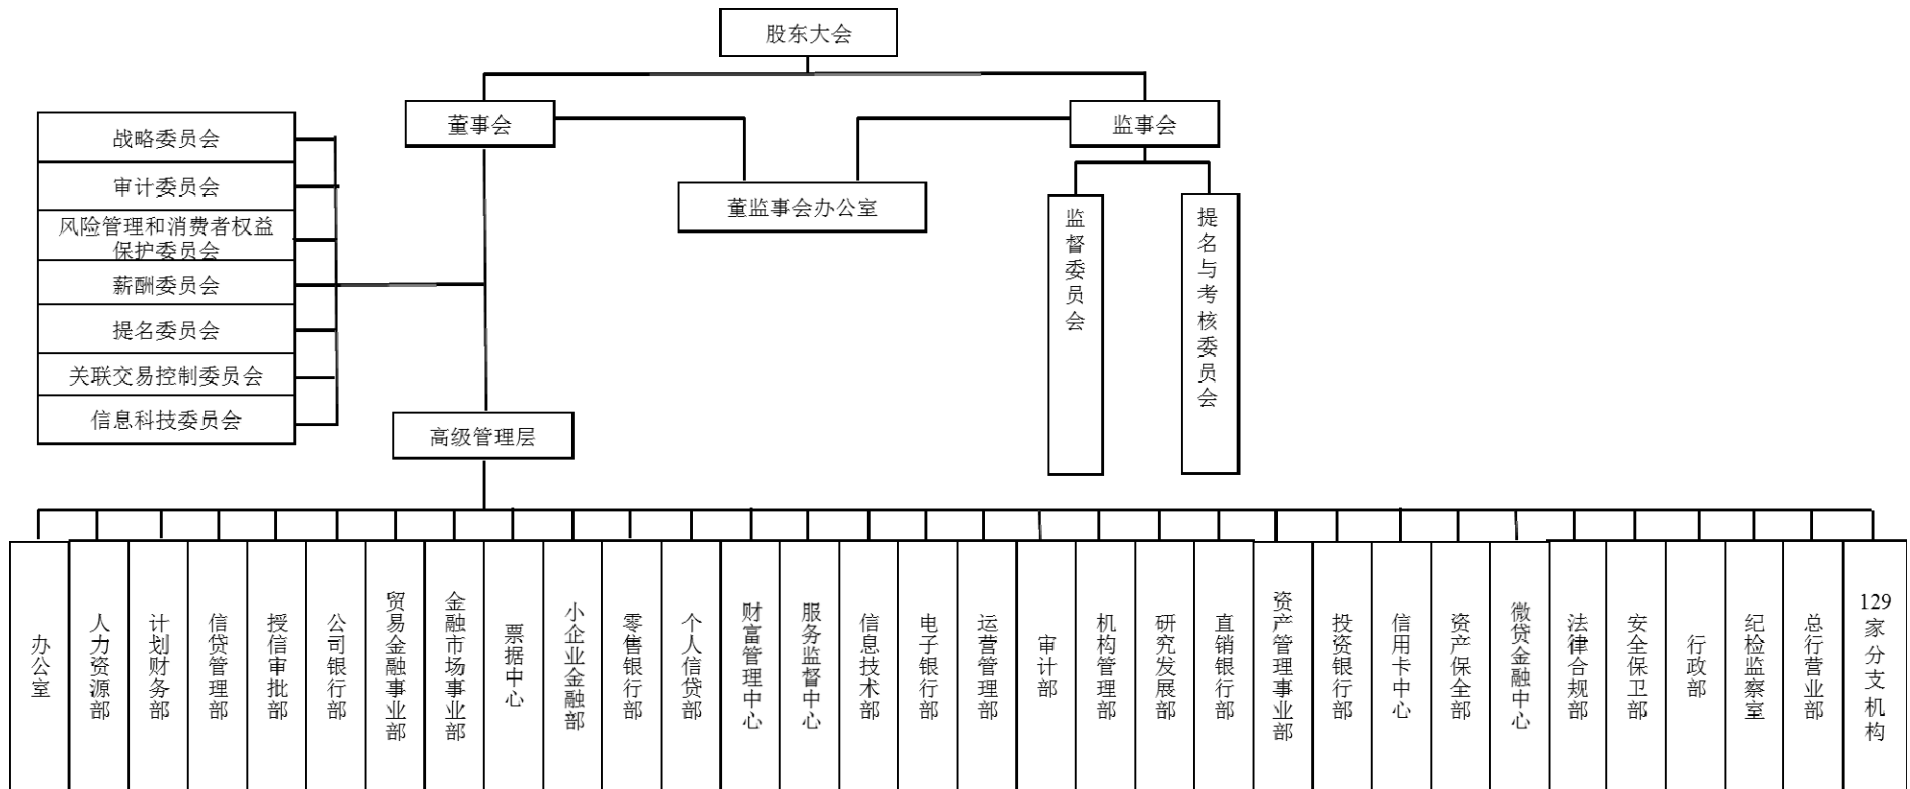 股东大会
董事会
监事会
战略委员会
审计委员会
风险管理和消费者权益
保护委员会
薪酬委员会
提名委员会
关联交易控制委员会
信息科技委员会
董监事会办公室
监督委员会
提名与考核委员会
高级管理层
办公室
人力资源部
计划财务部
信贷管理部
授信审批部
公司银行部
贸易金融事业部
金融市场事业部
票据中心
小企业金融部
零售银行部
个人信贷部
财富管理中心
服务监督中心
信息技术部
电子银行部
运营管理部
审计部
机构管理部
研究发展部
直销银行部
资产管理事业部
投资银行部
信用卡中心
资产保全部
微贷金融中心
法律合规部
安全保卫部
行政部
纪检监察室
总行营业部
129家分支机构